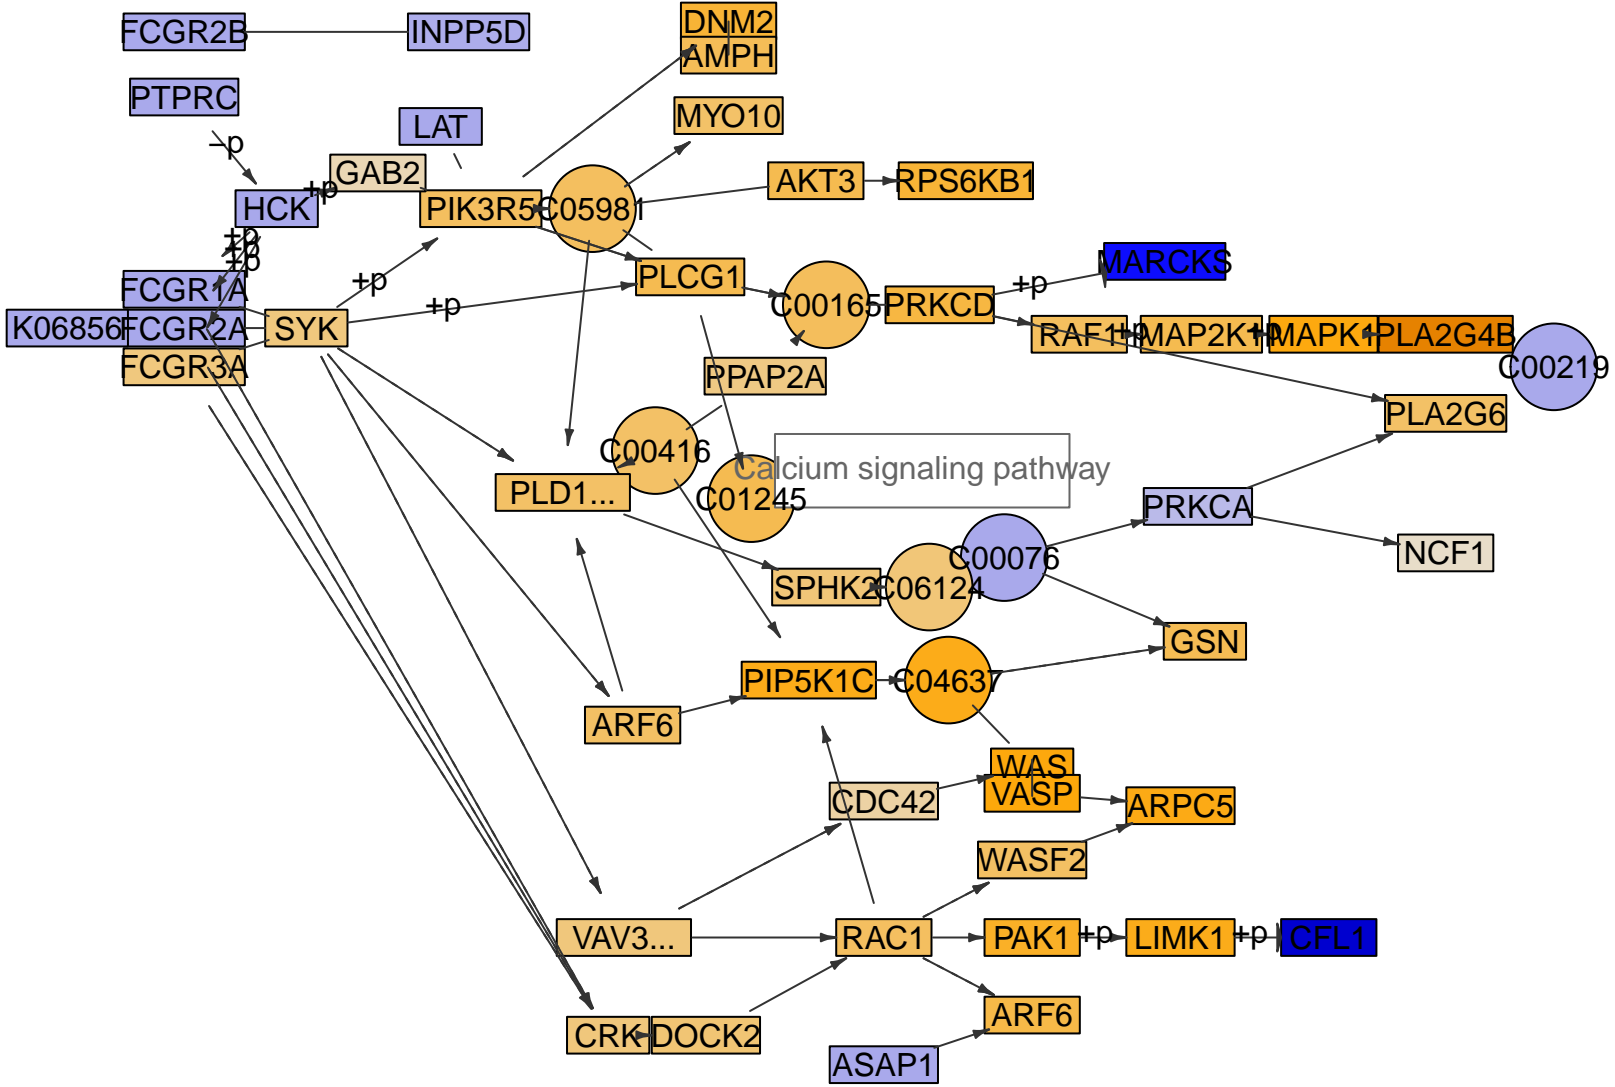 DNM2
FCGR2B
INPP5D
AMPH
PTPRC
MYO10
LAT
–p
GAB2
AKT3
RPS6KB1
+p
HCK
PIK3R5
C05981
+p
+p
+p
MARCKS
PLCG1
+p
+p
FCGR1A
C00165
PRKCD
+p
K06856
FCGR2A
SYK
RAF1
+p
MAP2K1
+p
MAPK1
+p
PLA2G4B
FCGR3A
PPAP2A
C00219
PLA2G6
C00416
Calcium signaling pathway
PLD1...
C01245
PRKCA
NCF1
C00076
SPHK2
C06124
GSN
PIP5K1C
C04637
ARF6
WAS
VASP
CDC42
ARPC5
WASF2
VAV3...
RAC1
PAK1
+p
LIMK1
+p
CFL1
ARF6
CRK
DOCK2
ASAP1